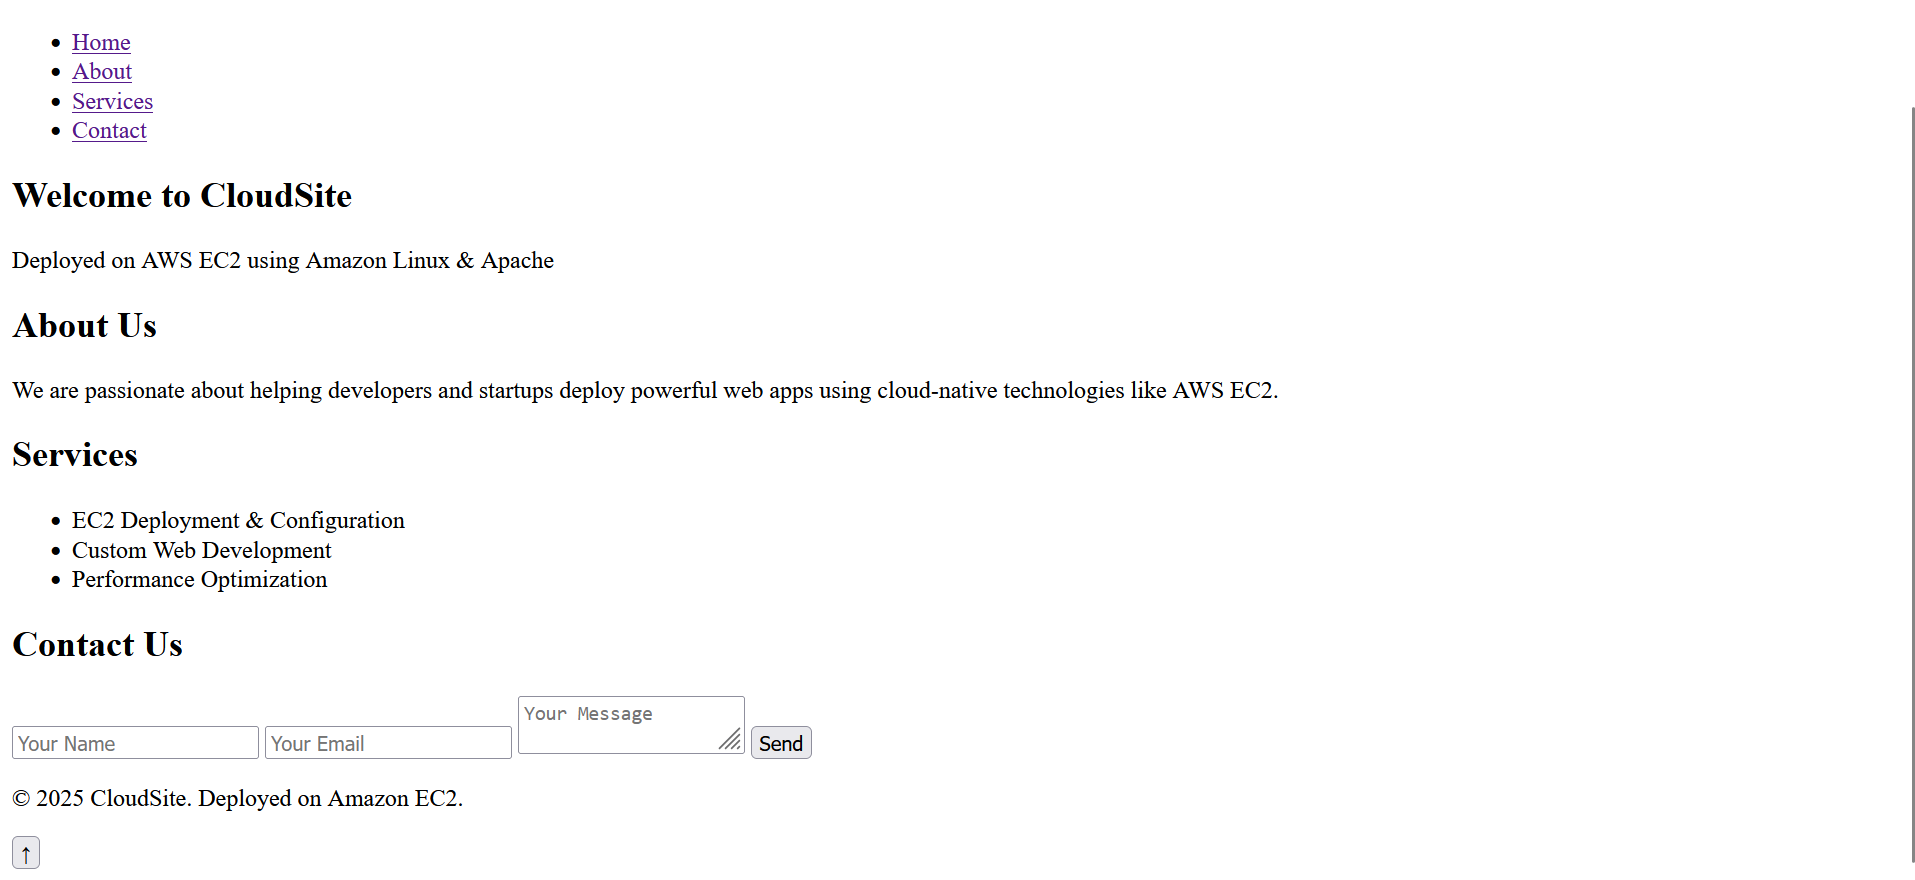 Home
About
Services
Contact
Welcome to CloudSite
Deployed on AWS EC2 using Amazon Linux & Apache
About Us
We are passionate about helping developers and startups deploy powerful web apps using cloud-native technologies like AWS EC2.
Services
EC2 Deployment & Configuration
Custom Web Development
Performance Optimization
Contact Us
Your Name Your Email Your Message Send
© 2025 CloudSite. Deployed on Amazon EC2.
↑